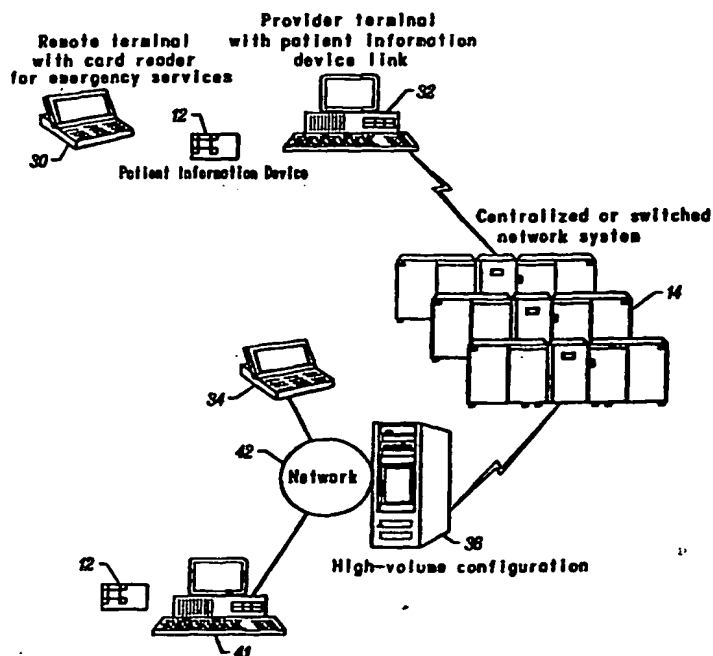 Provider terminal
with patient information
device link
Remote terminal
with card reader
for emergency services
32
12
30
Patient Information Device
Centralized or switched
network system
14
34
42
Network
36
High-volume configuration
12
41